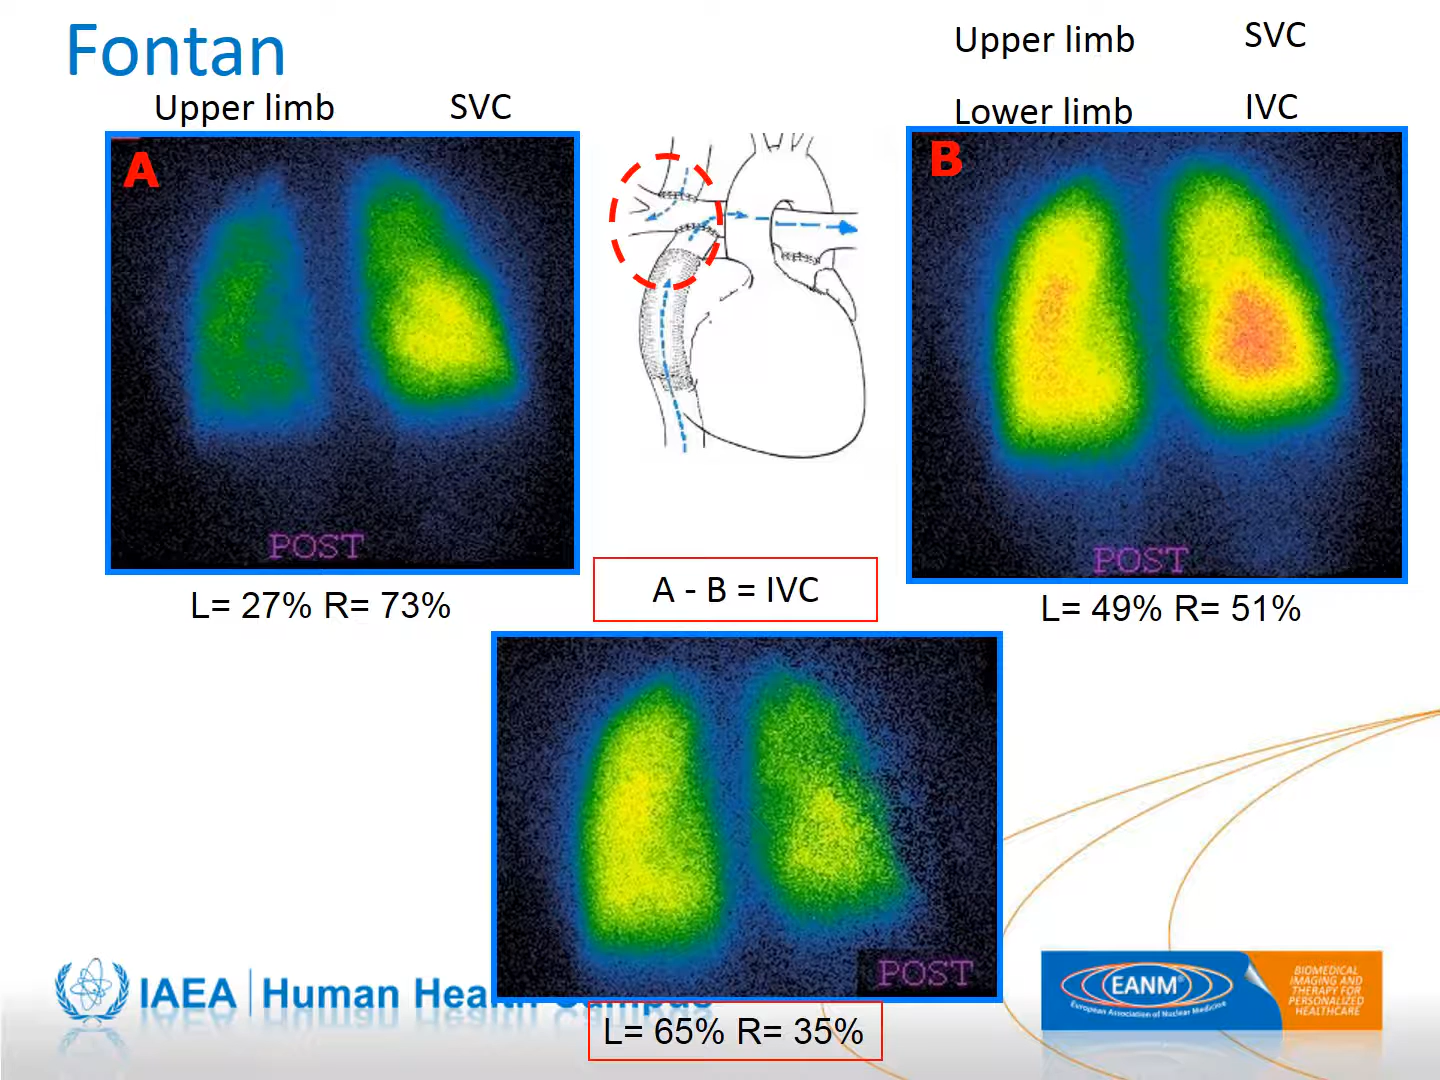 Fontan
Upper limb SVC
Upper limb SVC
Lower limb IVC
A
B
POST
POST
L= 27% R= 73%
A - B = IVC
L= 49% R= 51%
POST
L= 65% R= 35%
IAEA | Human Health Campus
EANM®
European Association of Nuclear Medicine
BIOMEDICAL
IMAGING AND
THERAPY FOR
PERSONALIZED
HEALTHCARE